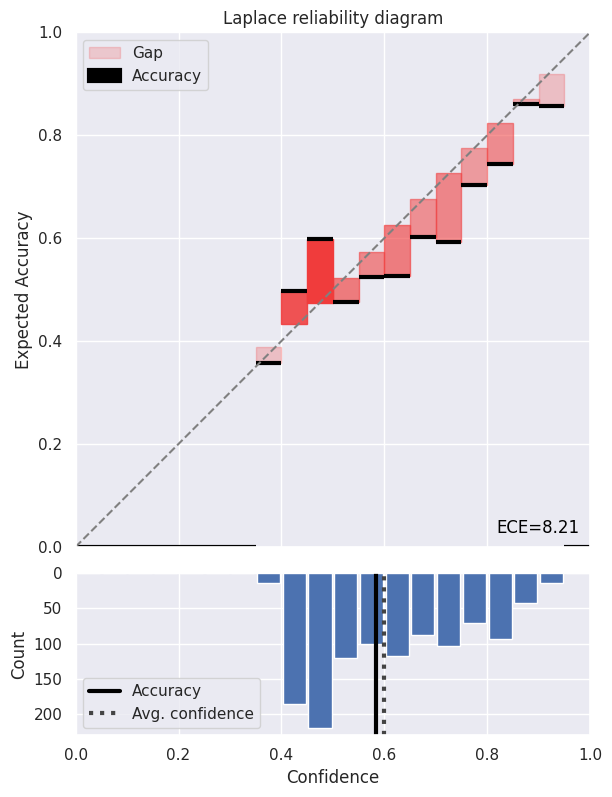 Laplace reliability diagram
1.0
Gap
Accuracy
0.8
0.6
0.4
0.2
0.0
Expected Accuracy
ECE=8.21
0
50
100
150
200
Count
Accuracy
Avg. confidence
0.0 0.2 0.4 0.6 0.8 1.0
Confidence